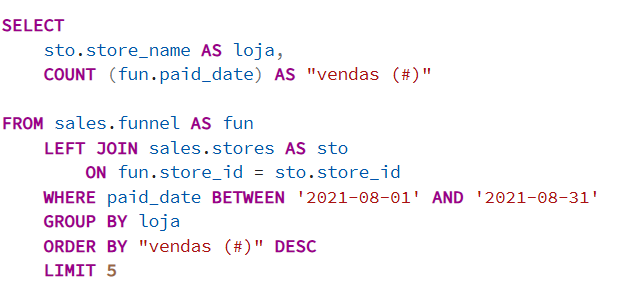 SELECT
sto.store_name AS loja,
COUNT (fun.paid_date) AS "vendas (#)"
FROM sales.funnel AS fun
LEFT JOIN sales.stores AS sto
ON fun.store_id = sto.store_id
WHERE paid_date BETWEEN '2021-08-01' AND '2021-08-31'
GROUP BY loja
ORDER BY "vendas (#)" DESC
LIMIT 5